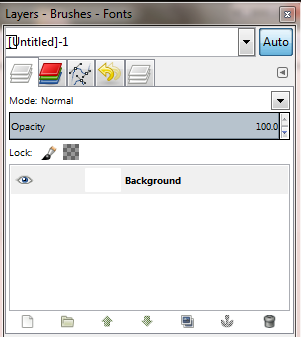 Layers - Brushes - Fonts
[Untitled]-1
Auto
Mode: Normal
Opacity 100.0
Lock:
Background